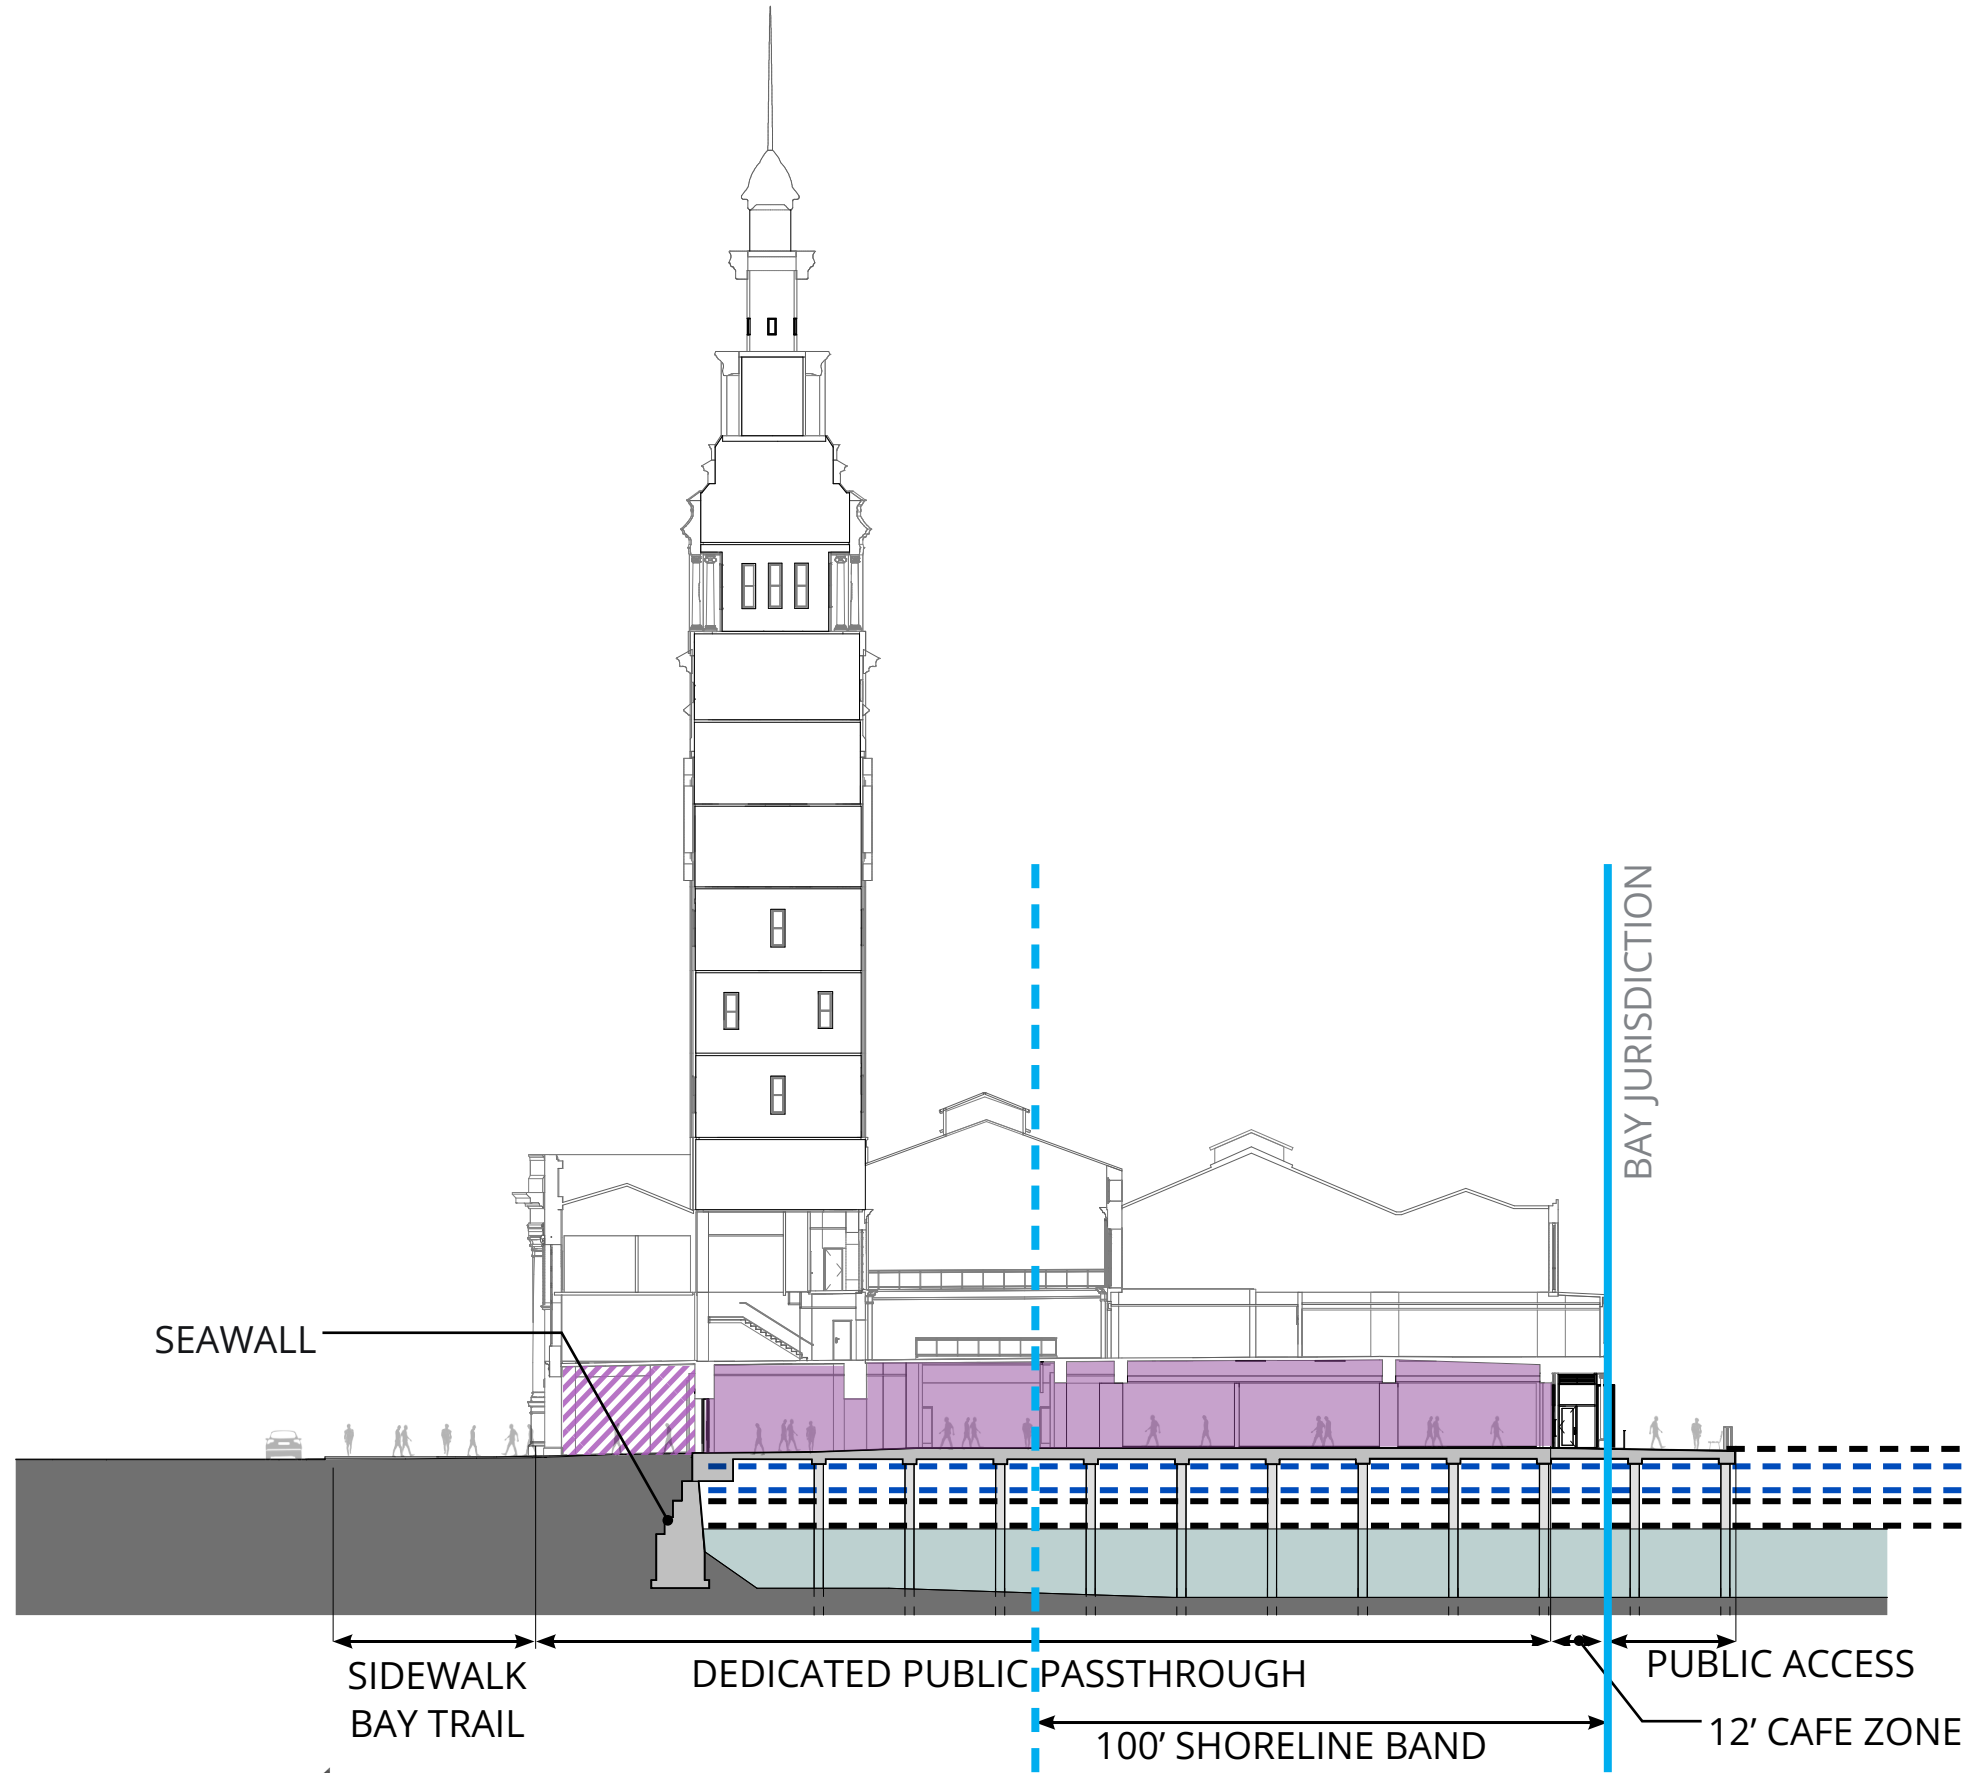 BAY JURISDICTION
SEAWALL
SIDEWALK
BAY TRAIL
DEDICATED PUBLIC PASSTHROUGH
PUBLIC ACCESS
12’ CAFE ZONE
100’ SHORELINE BAND